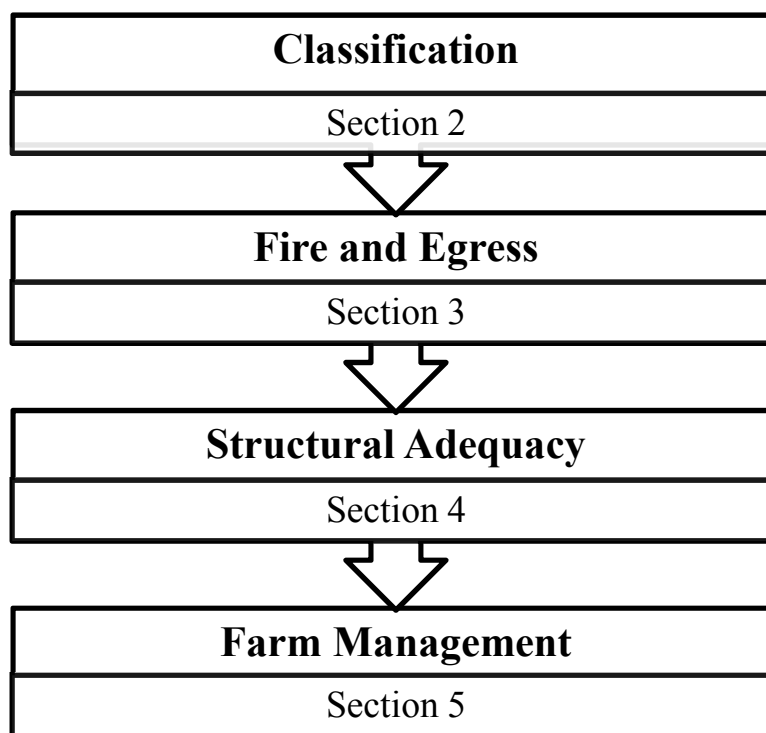 Classification
Section 2
Fire and Egress
Section 3
Structural Adequacy
Section 4
Farm Management
Section 5